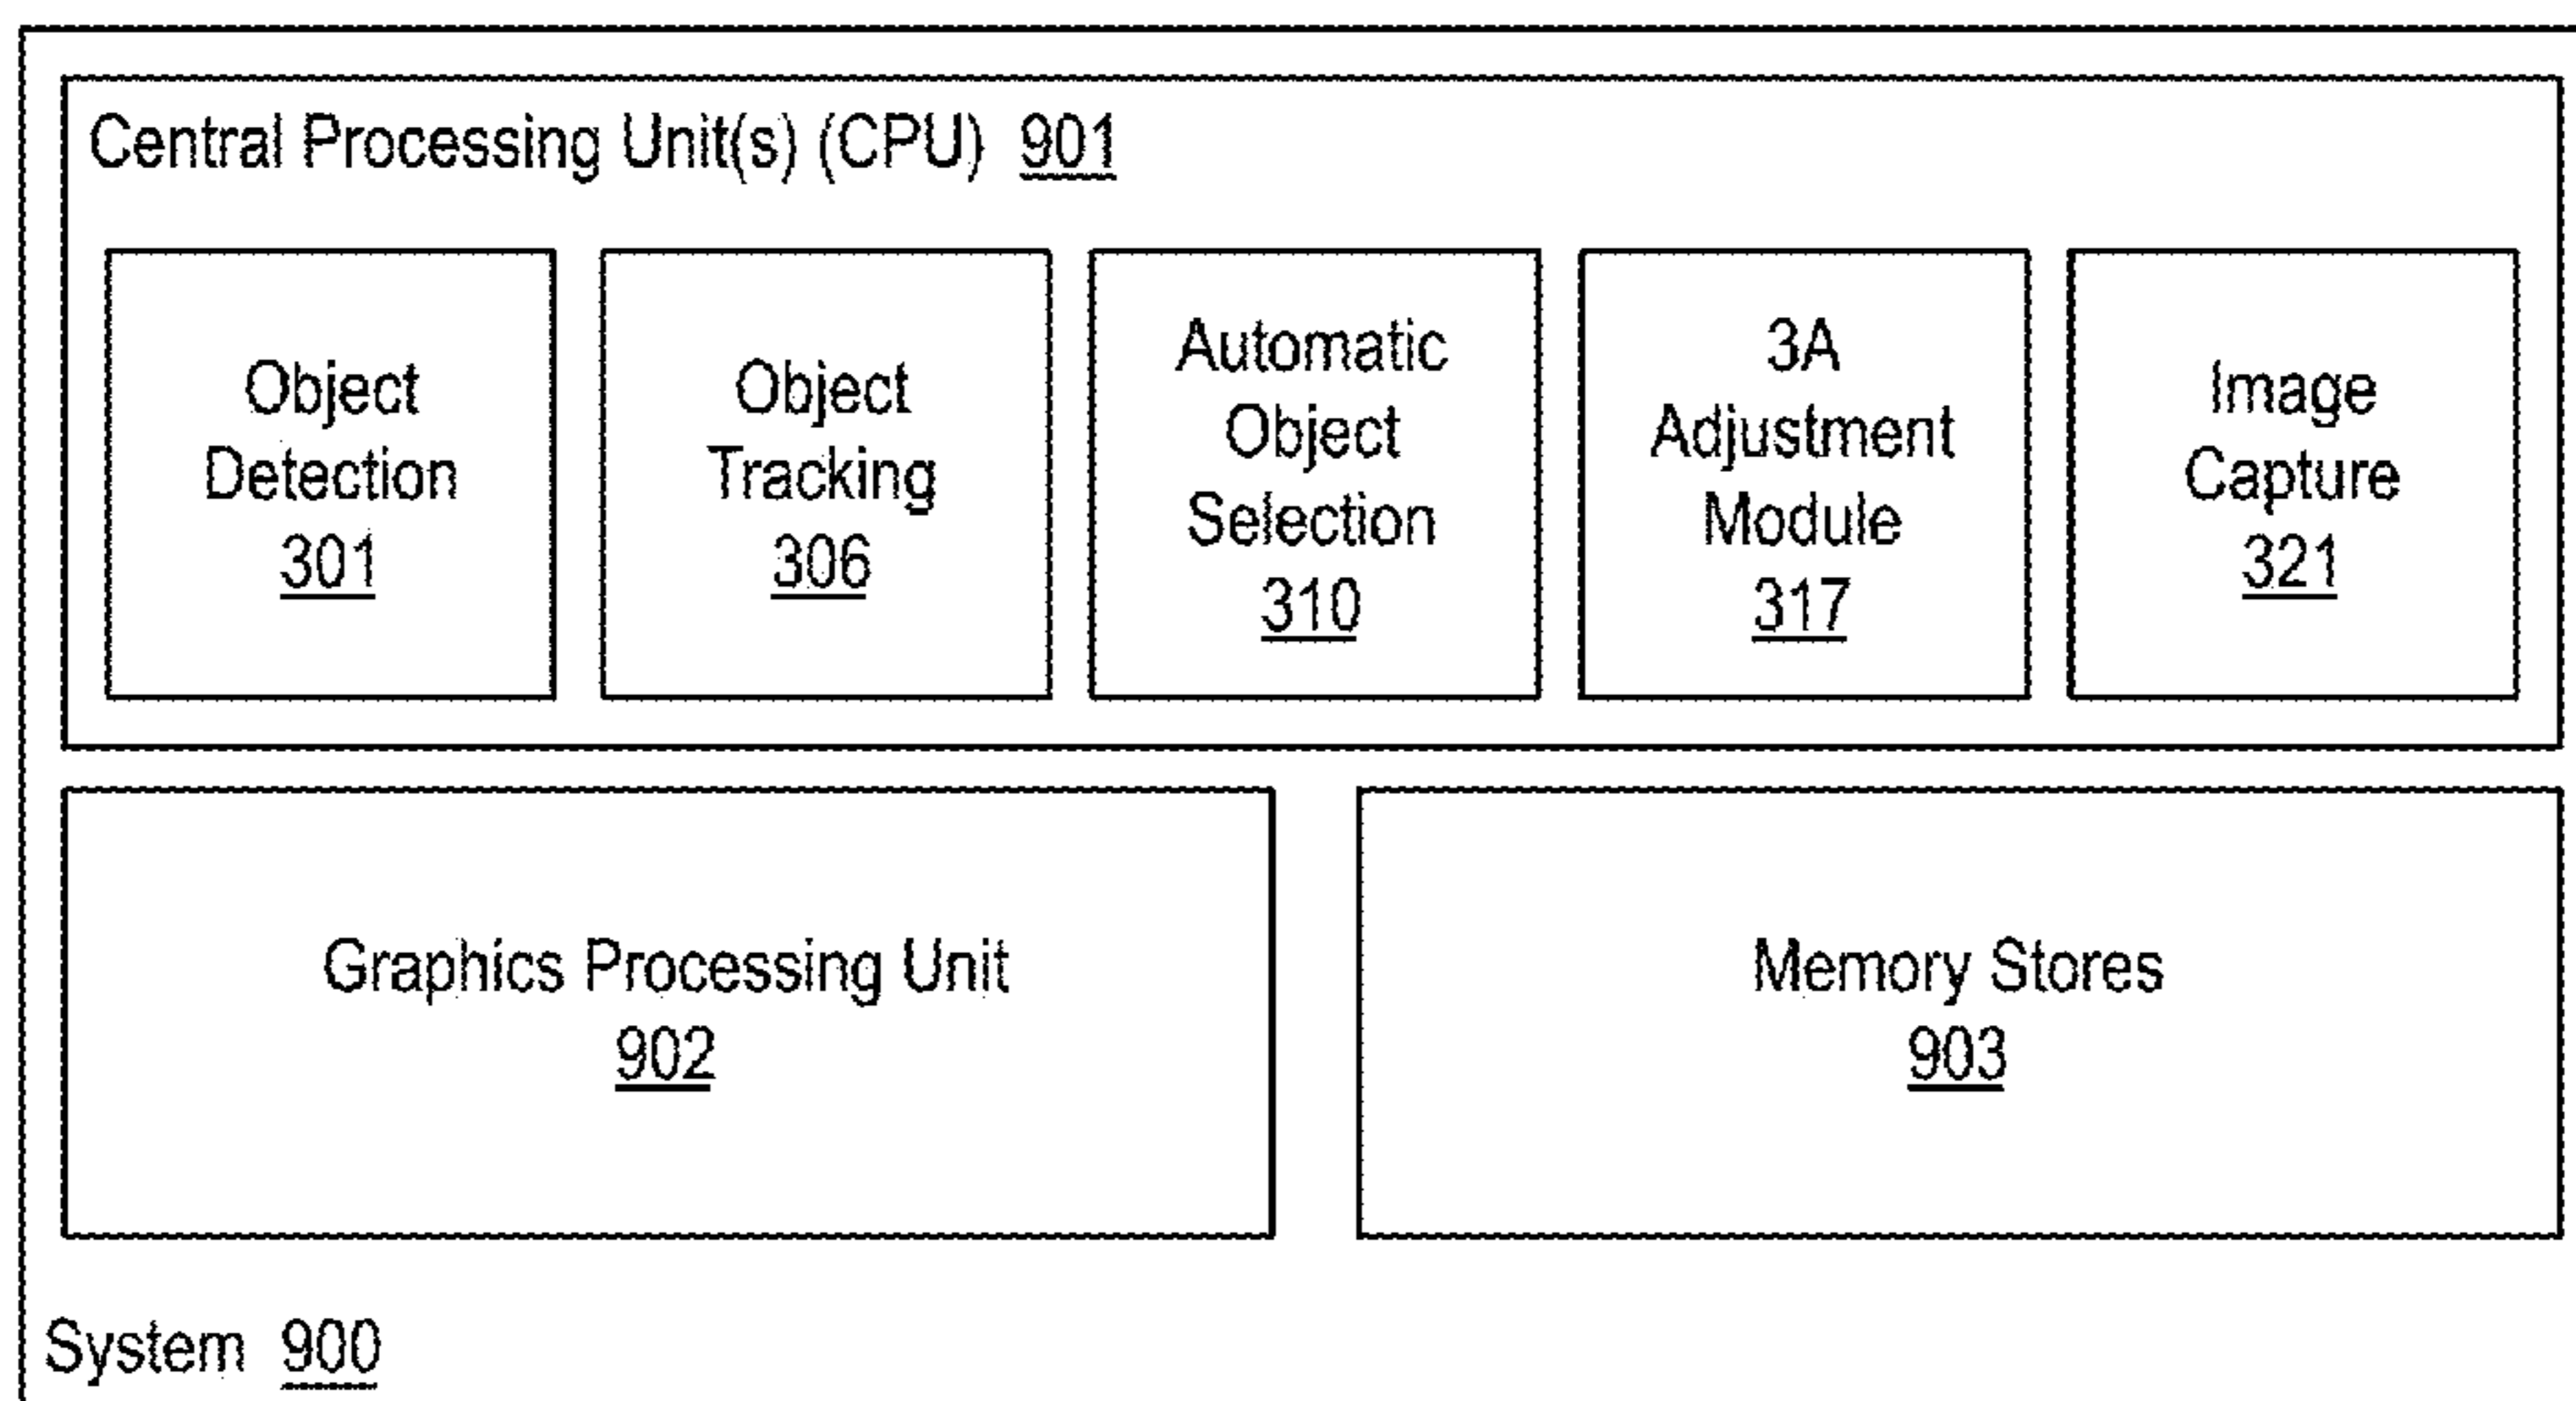 Central Processing Unit(s) (CPU) 901
Object
Detection
301
Object
Tracking
306
Automatic
Object
Selection
310
3A
Adjustment
Module
317
Image
Capture
321
Graphics Processing Unit
902
Memory Stores
903
System 900